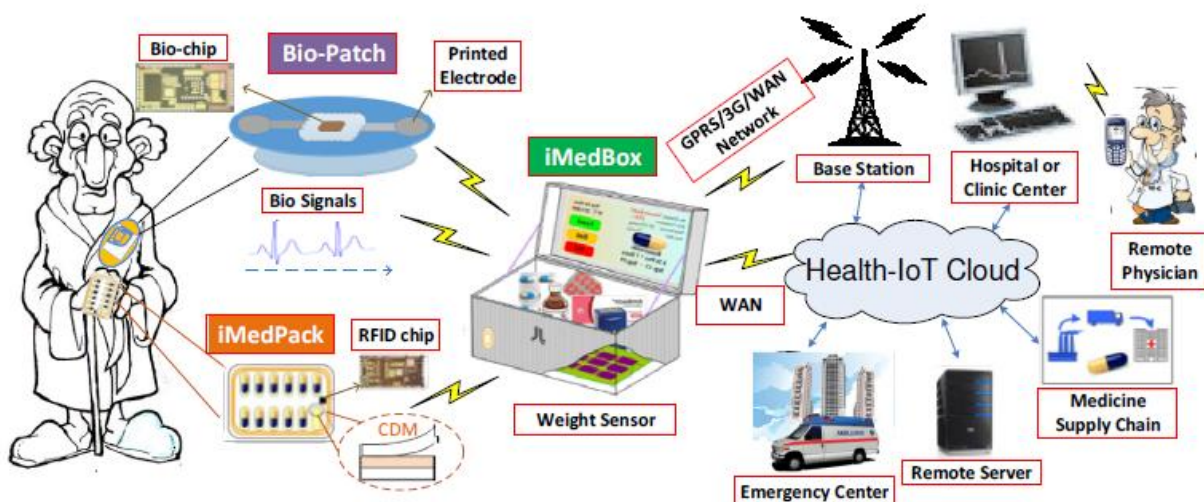 Bio-chip
Bio-Patch
Printed
Electrode
Bio Signals
iMedBox
GPRS/3G/WAN
Network
Base Station
Hospital or
Clinic Center
Remote
Physician
Health-IoT Cloud
WAN
iMedPack
RFID chip
CDM
Weight Sensor
Emergency Center
Remote Server
Medicine
Supply Chain